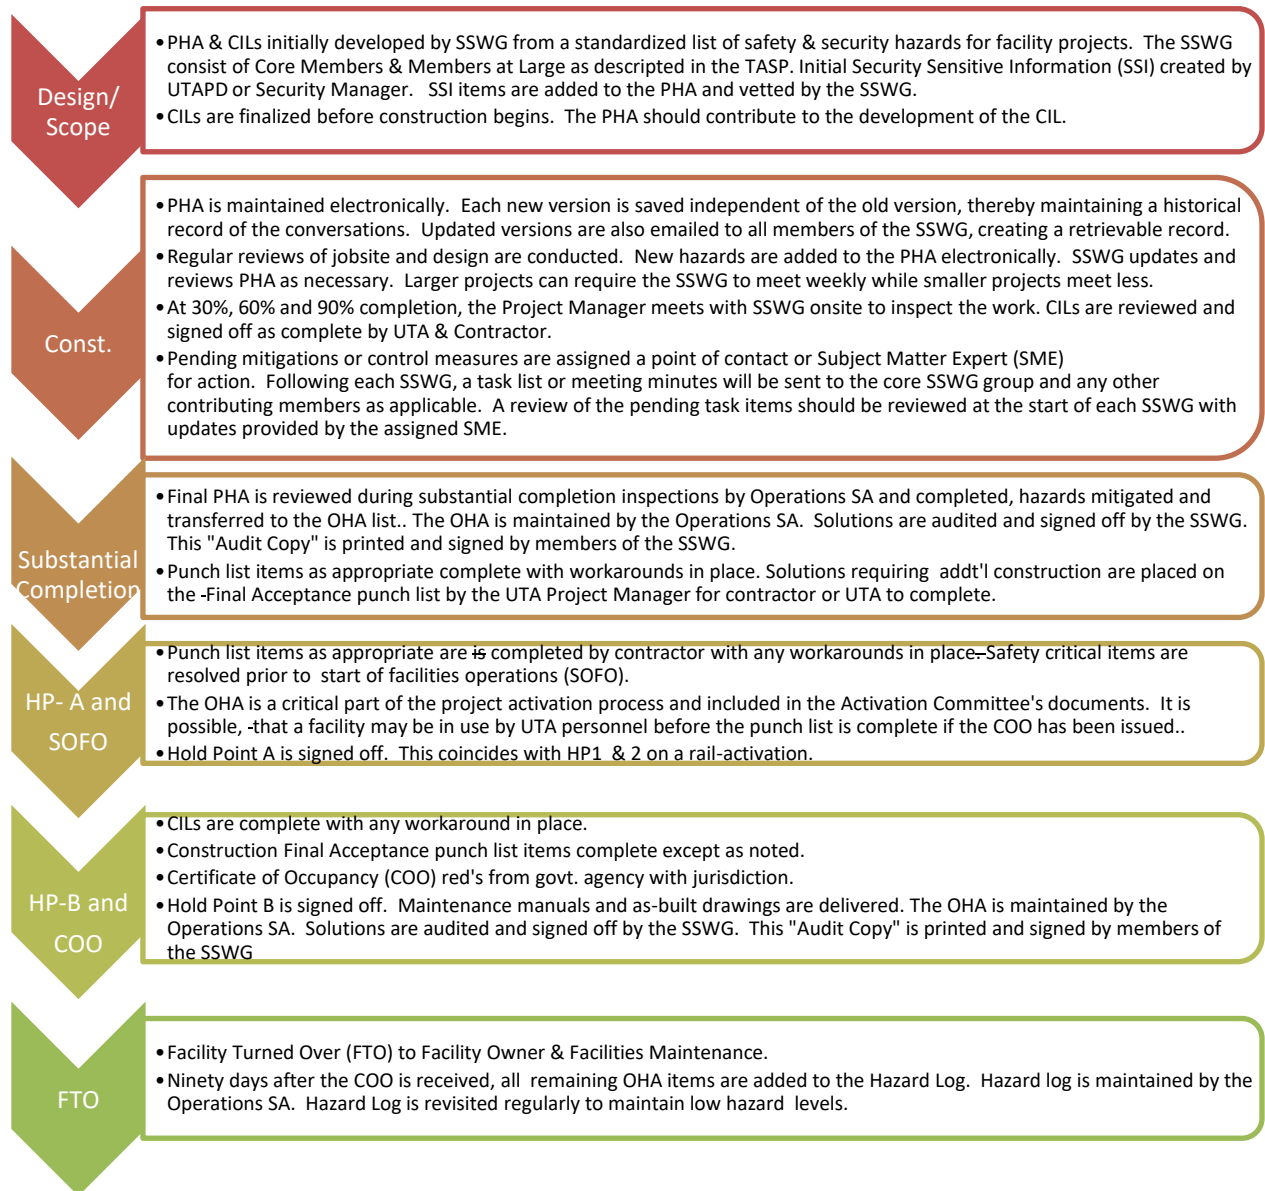 Design/
Scope
•PHA & CILs initially developed by SSWG from a standardized list of safety & security hazards for facility projects.  The SSWG
consist of Core Members & Members at Large as descripted in the TASP. Initial Security Sensitive Information (SSI) created by
UTAPD or Security Manager.   SSI items are added to the PHA and vetted by the SSWG.
•CILs are finalized before construction begins.  The PHA should contribute to the development of the CIL.
Const.
•PHA is maintained electronically.  Each new version is saved independent of the old version, thereby maintaining a historical
record of the conversations.  Updated versions are also emailed to all members of the SSWG, creating a retrievable record.
•Regular reviews of jobsite and design are conducted.  New hazards are added to the PHA electronically.  SSWG updates and
reviews PHA as necessary.  Larger projects can require the SSWG to meet weekly while smaller projects meet less.
•At 30%, 60% and 90% completion, the Project Manager meets with SSWG onsite to inspect the work. CILs are reviewed and
signed off as complete by UTA & Contractor.
•Pending mitigations or control measures are assigned a point of contact or Subject Matter Expert (SME)
for action.  Following each SSWG, a task list or meeting minutes will be sent to the core SSWG group and any other
contributing members as applicable.  A review of the pending task items should be reviewed at the start of each SSWG with
updates provided by the assigned SME.
Substantial
Completion
•Final PHA is reviewed during substantial completion inspections by Operations SA and completed, hazards mitigated and
transferred to the OHA list.. The OHA is maintained by the Operations SA.  Solutions are audited and signed off by the SSWG.
This "Audit Copy" is printed and signed by members of the SSWG.
•Punch list items as appropriate complete with workarounds in place. Solutions requiring  addt'l construction are placed on
the -Final Acceptance punch list by the UTA Project Manager for contractor or UTA to complete.
HP- A and
SOFO
•Punch list items as appropriate are is completed by contractor with any workarounds in place. Safety critical items are
resolved prior to  start of facilities operations (SOFO).
•The OHA is a critical part of the project activation process and included in the Activation Committee's documents.  It is
possible, -that a facility may be in use by UTA personnel before the punch list is complete if the COO has been issued..
•Hold Point A is signed off.  This coincides with HP1  & 2 on a rail-activation.
HP-B and
COO
•CILs are complete with any workaround in place.
•Construction Final Acceptance punch list items complete except as noted.
•Certificate of Occupancy (COO) red's from govt. agency with jurisdiction.
•Hold Point B is signed off.  Maintenance manuals and as-built drawings are delivered. The OHA is maintained by the
Operations SA.  Solutions are audited and signed off by the SSWG.  This "Audit Copy" is printed and signed by members of
the SSWG
FTO
•Facility Turned Over (FTO) to Facility Owner & Facilities Maintenance.
•Ninety days after the COO is received, all  remaining OHA items are added to the Hazard Log.  Hazard log is maintained by the
Operations SA.  Hazard Log is revisited regularly to maintain low hazard  levels.